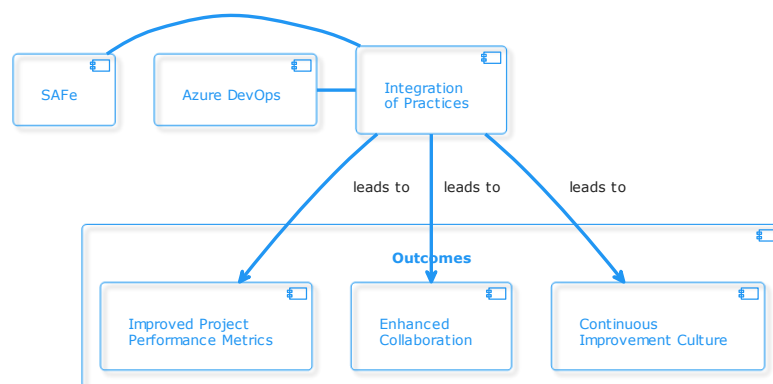 SAFe
Azure DevOps
Integration
of Practices
leads to
leads to
leads to
Outcomes
Improved Project
Performance Metrics
Enhanced
Collaboration
Continuous
Improvement Culture